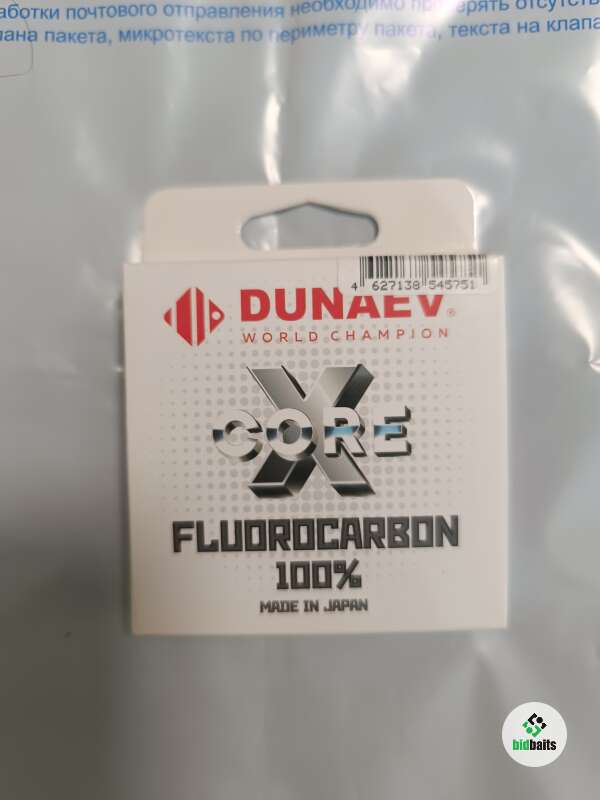 аботки почтового отправления необходимо проверять отсутст
лана пакета, микротекста по периметру пакета, текста на клапа
4 627138 545751
DUNAEV®
WORLD CHAMPION
X
CORE
FLUOROCARBON
100%
MADE IN JAPAN
bidbaits